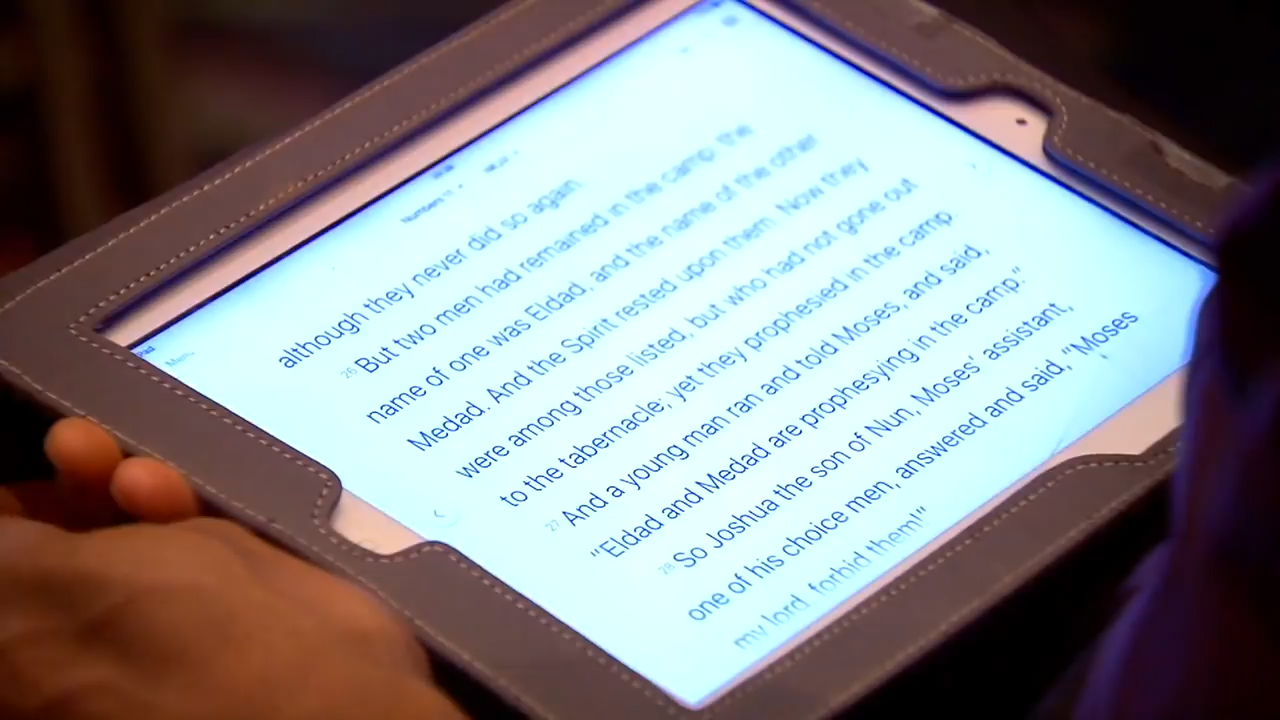 iPad
Menu
Numbers 11
although they never did so again.
26 But two men had remained in the camp: the
name of one was Eldad, and the name of the other
Medad. And the Spirit rested upon them. Now they
were among those listed, but who had not gone out
to the tabernacle; yet they prophesied in the camp.
27 And a young man ran and told Moses, and said,
“Eldad and Medad are prophesying in the camp.”
28 So Joshua the son of Nun, Moses’ assistant,
one of his choice men, answered and said, “Moses
my lord, forbid them!”